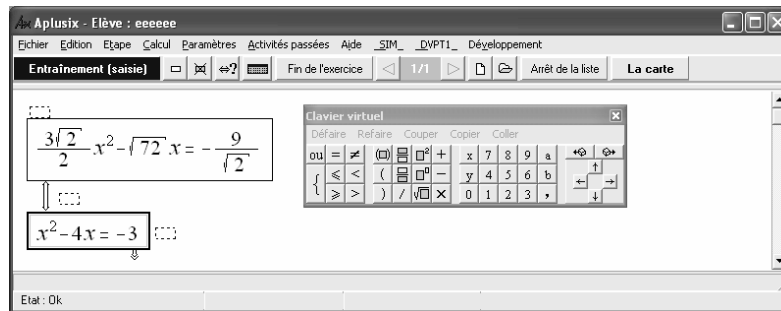 Aplusix - Elève : eeeeee
Fichier Edition Etape Calcul Paramètres Activités passées Aide _SIM_ _DVPT1_ Développement
Entraînement (saisie) ⇔? Fin de l'exercice 1/1 Arrêt de la liste La carte
Clavier virtuel
Défaire Refaire Couper Copier Coller
ou = ≠ (□) □² + x 7 8 9 a
{ ⩽ < ( □⁰ − y 4 5 6 b
⩾ > ) / √□ × 0 1 2 3 ,
3√2/2 x² − √72 x = − 9/√2
x² − 4x = −3
Etat : Ok